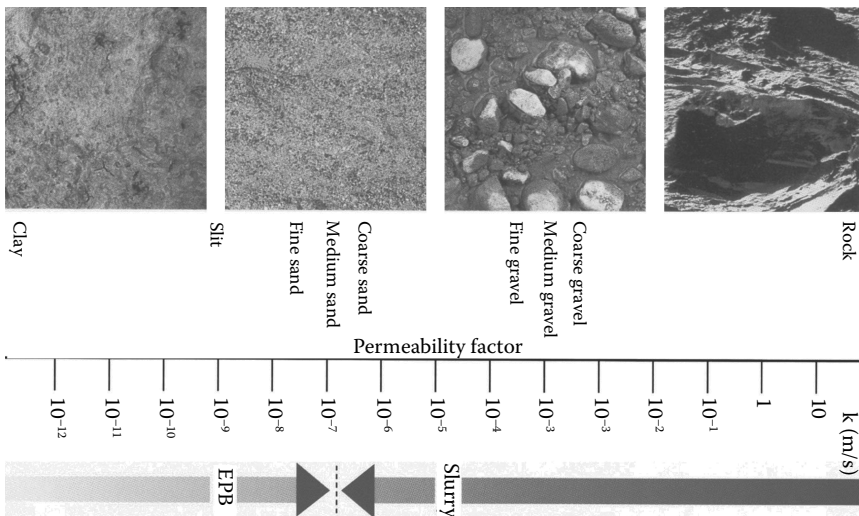 Clay
Slit
Fine sand
Medium sand
Coarse sand
Fine gravel
Medium gravel
Coarse gravel
Rock
Permeability factor
10⁻¹²
10⁻¹¹
10⁻¹⁰
10⁻⁹
10⁻⁸
10⁻⁷
10⁻⁶
10⁻⁵
10⁻⁴
10⁻³
10⁻³
10⁻²
10⁻¹
1
10
k (m/s)
EPB
Slurry